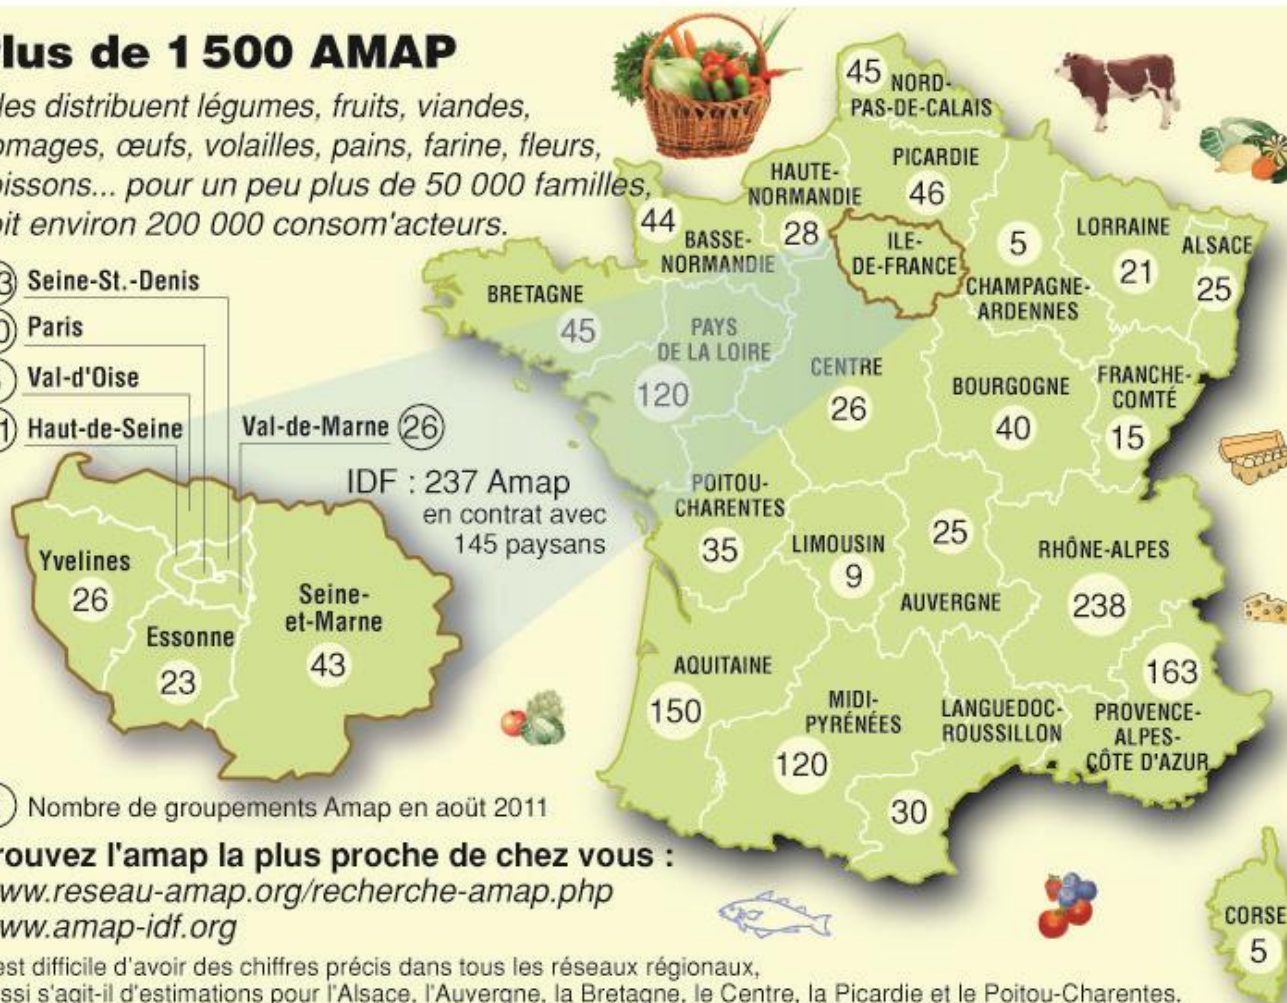 lus de 1 500 AMAP
les distribuent légumes, fruits, viandes,
omages, œufs, volailles, pains, farine, fleurs,
issons... pour un peu plus de 50 000 familles,
it environ 200 000 consom'acteurs.
3 Seine-St.-Denis
0 Paris
Val-d'Oise
1 Haut-de-Seine
Val-de-Marne 26
IDF : 237 Amap
en contrat avec
145 paysans
Yvelines
26
Essonne
23
Seine-
et-Marne
43
Nombre de groupements Amap en août 2011
rouvez l'amap la plus proche de chez vous :
ww.reseau-amap.org/recherche-amap.php
ww.amap-idf.org
est difficile d'avoir des chiffres précis dans tous les réseaux régionaux,
ssi s'agit-il d'estimations pour l'Alsace, l'Auvergne, la Bretagne, le Centre, la Picardie et le Poitou-Charentes.
45 NORD-
PAS-DE-CALAIS
PICARDIE
46
HAUTE-
NORMANDIE
28
44
BASSE-
NORMANDIE
ILE-
DE-FRANCE
5
CHAMPAGNE-
ARDENNES
LORRAINE
21
ALSACE
25
BRETAGNE
45
PAYS
DE LA LOIRE
120
CENTRE
26
BOURGOGNE
40
FRANCHE-
COMTÉ
15
POITOU-
CHARENTES
35
LIMOUSIN
9
25
AUVERGNE
RHÔNE-ALPES
238
AQUITAINE
150
MIDI-
PYRÉNÉES
120
LANGUEDOC-
ROUSSILLON
30
163
PROVENCE-
ALPES-
CÔTE D'AZUR
CORSE
5